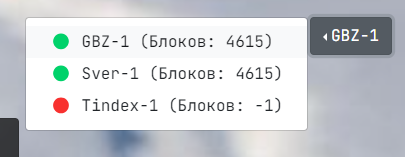 GBZ-1 (Блоков: 4615)
GBZ-1
Sver-1 (Блоков: 4615)
Tindex-1 (Блоков: -1)